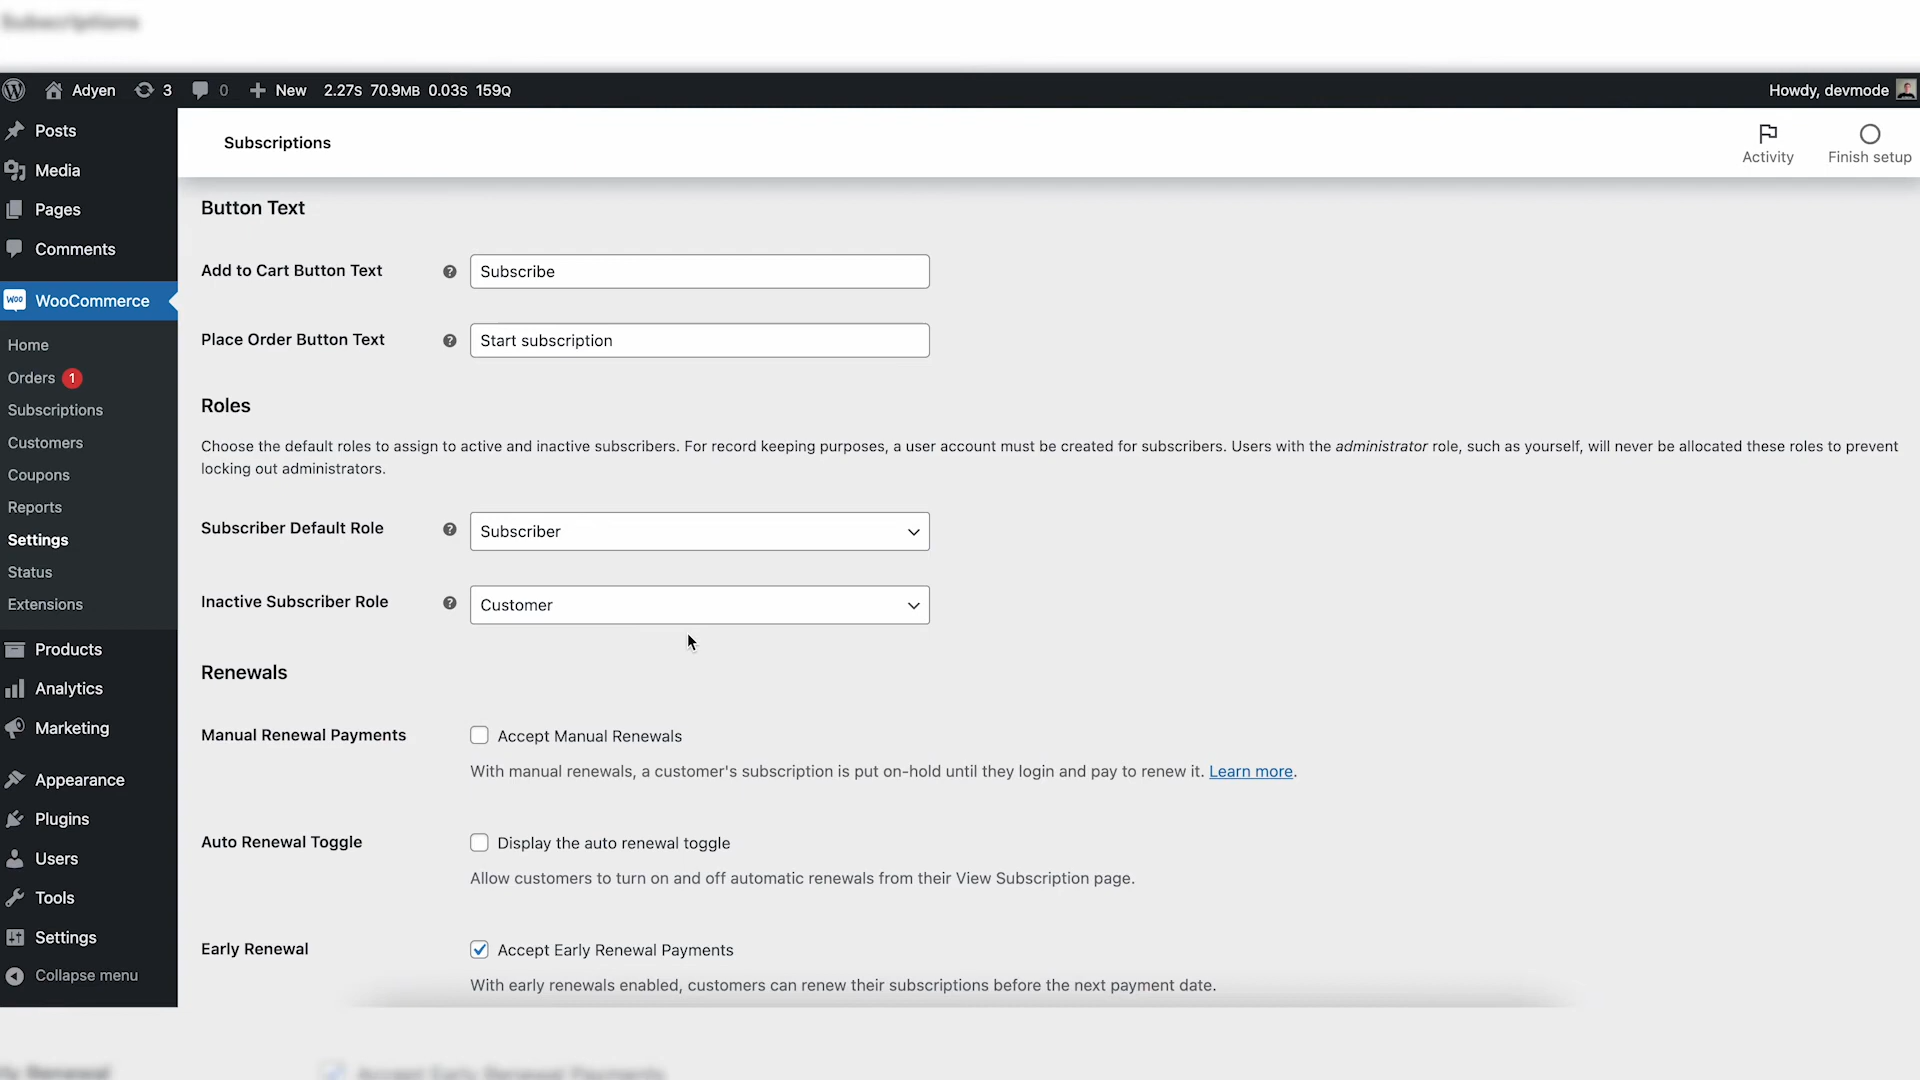 Subscriptions
Adyen 3 0 New 2.27s 70.9MB 0.03s 159Q Howdy, devmode
Posts
Media
Pages
Comments
WooCommerce
Home
Orders 1
Subscriptions
Customers
Coupons
Reports
Settings
Status
Extensions
Products
Analytics
Marketing
Appearance
Plugins
Users
Tools
Settings
Collapse menu
Subscriptions
Activity
Finish setup
Button Text
Add to Cart Button Text ? Subscribe
Place Order Button Text ? Start subscription
Roles
Choose the default roles to assign to active and inactive subscribers. For record keeping purposes, a user account must be created for subscribers. Users with the administrator role, such as yourself, will never be allocated these roles to prevent
locking out administrators.
Subscriber Default Role ? Subscriber
Inactive Subscriber Role ? Customer
Renewals
Manual Renewal Payments Accept Manual Renewals
With manual renewals, a customer's subscription is put on-hold until they login and pay to renew it. Learn more.
Auto Renewal Toggle Display the auto renewal toggle
Allow customers to turn on and off automatic renewals from their View Subscription page.
Early Renewal Accept Early Renewal Payments
With early renewals enabled, customers can renew their subscriptions before the next payment date.
Renewal Accept Early Renewal Payments